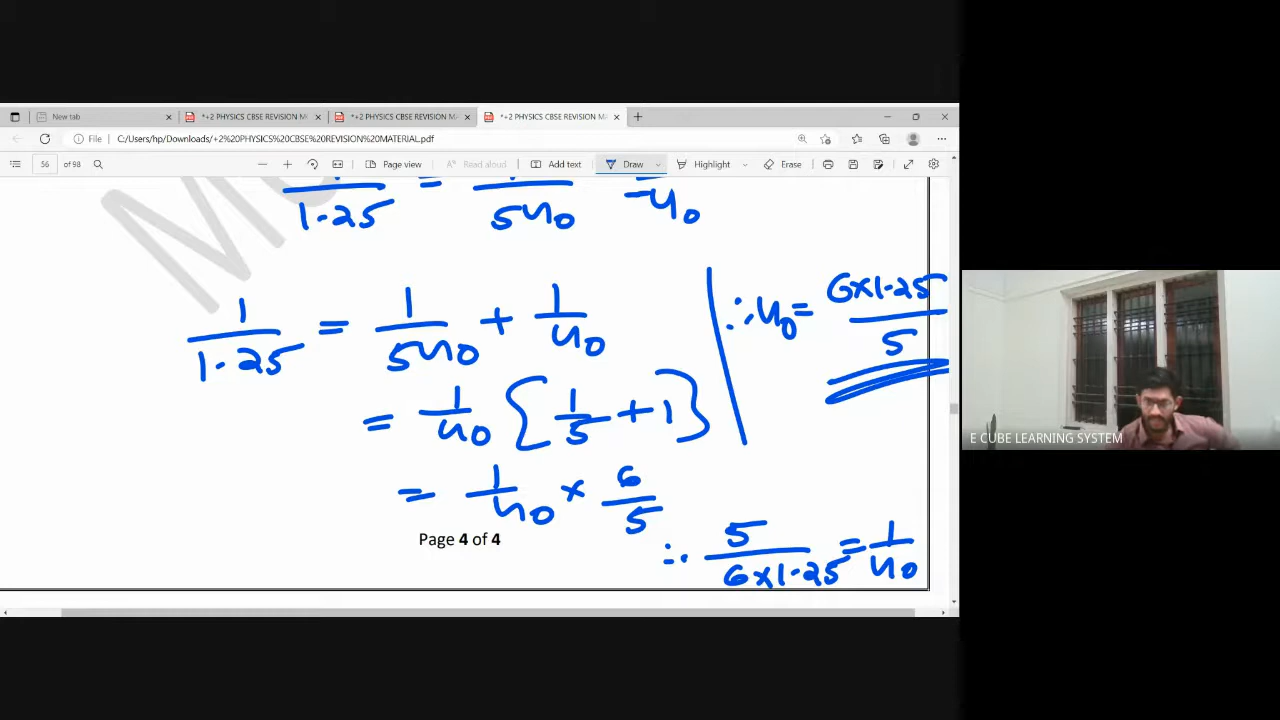 New tab
*+2 PHYSICS CBSE REVISION M
*+2 PHYSICS CBSE REVISION M
*+2 PHYSICS CBSE REVISION M
File C:/Users/hp/Downloads/+2%20PHYSICS%20CBSE%20REVISION%20MATERIAL.pdf
56 of 98 Page view Read aloud Add text Draw Highlight Erase
1.25 = 5u0 -u0
1/1.25 = 1/5u0 + 1/u0
= 1/u0 {1/5 + 1}
= 1/u0 × 6/5
∴ 5/6×1.25 = 1/u0
∴ u0 = 6×1.25/5
Page 4 of 4
E CUBE LEARNING SYSTEM